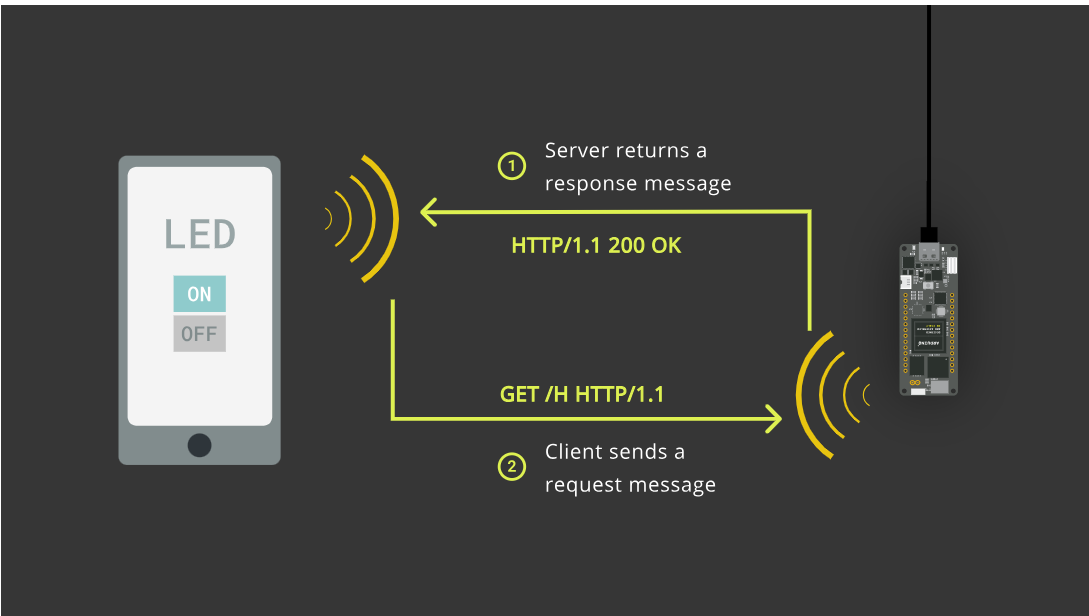 1
Server returns a
response message
HTTP/1.1 200 OK
LED
ON
OFF
GET /H HTTP/1.1
2
Client sends a
request message